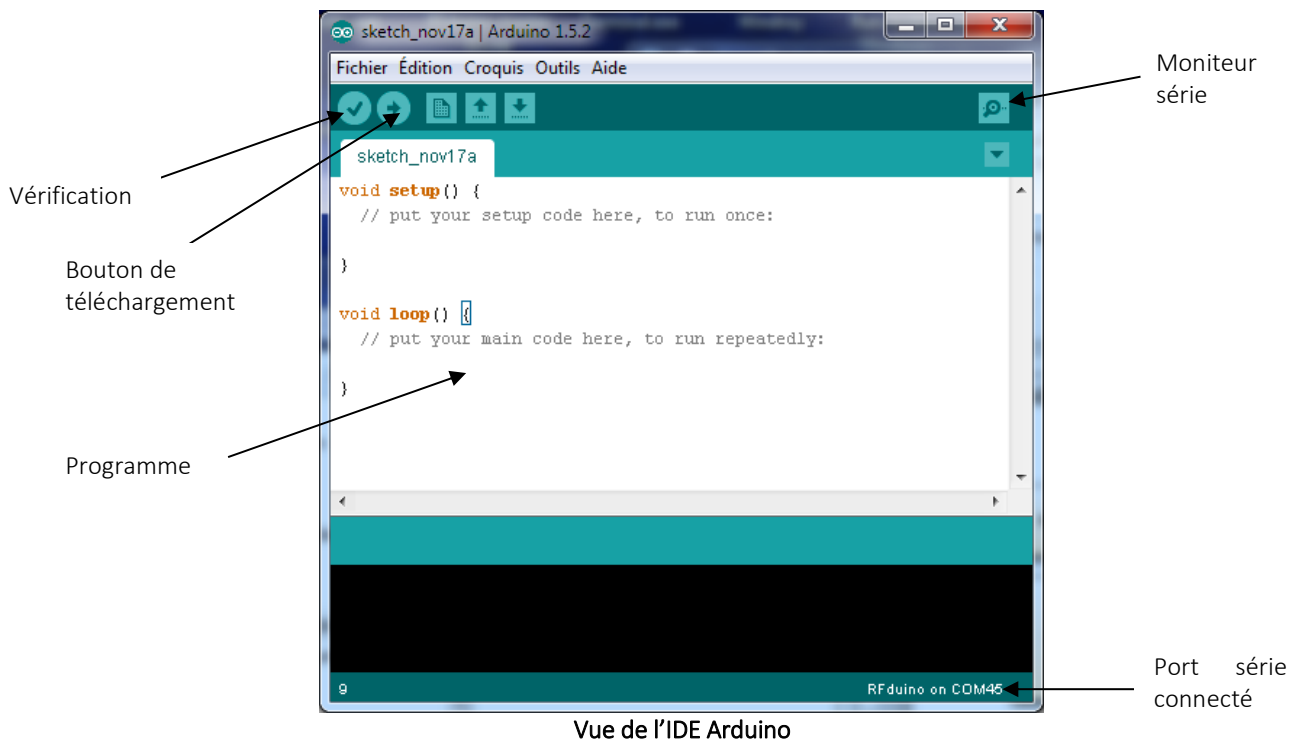 sketch_nov17a | Arduino 1.5.2
Fichier Édition Croquis Outils Aide
Moniteur
série
sketch_nov17a
Vérification
void setup() {
// put your setup code here, to run once:
}
Bouton de
téléchargement
void loop() {
// put your main code here, to run repeatedly:
}
Programme
9
RFduino on COM45
Port série
connecté
Vue de l'IDE Arduino